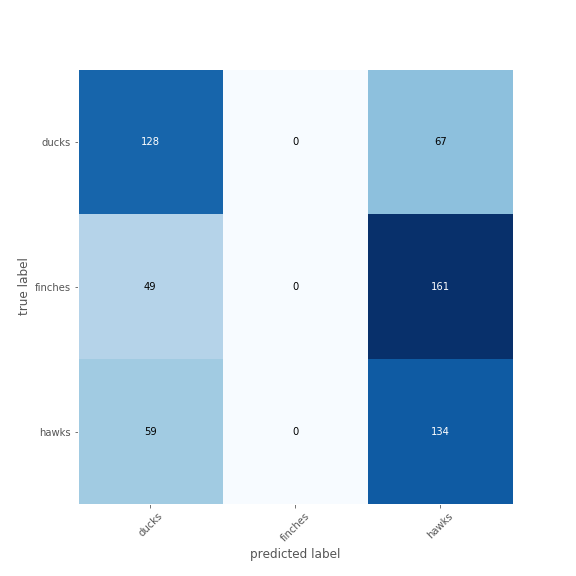 ducks 128 0 67
finches 49 0 161
hawks 59 0 134
true label
ducks finches hawks
predicted label